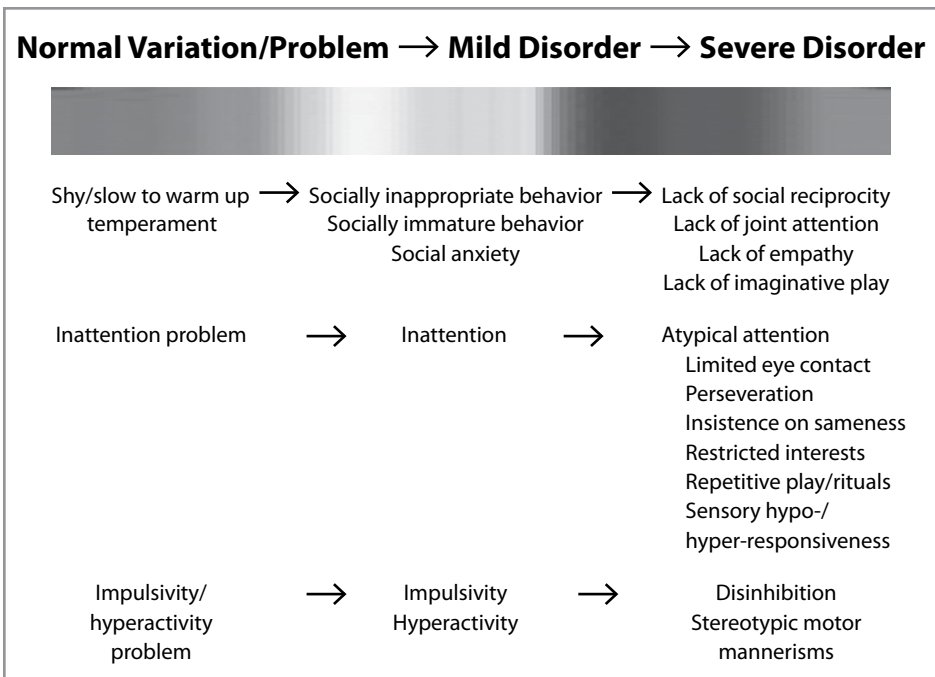 Normal Variation/Problem → Mild Disorder → Severe Disorder
Shy/slow to warm up → Socially inappropriate behavior → Lack of social reciprocity
temperament Socially immature behavior Lack of joint attention
Social anxiety Lack of empathy
Lack of imaginative play
Inattention problem → Inattention → Atypical attention
Limited eye contact
Perseveration
Insistence on sameness
Restricted interests
Repetitive play/rituals
Sensory hypo-/
hyper-responsiveness
Impulsivity/ → Impulsivity → Disinhibition
hyperactivity Hyperactivity Stereotypic motor
problem mannerisms